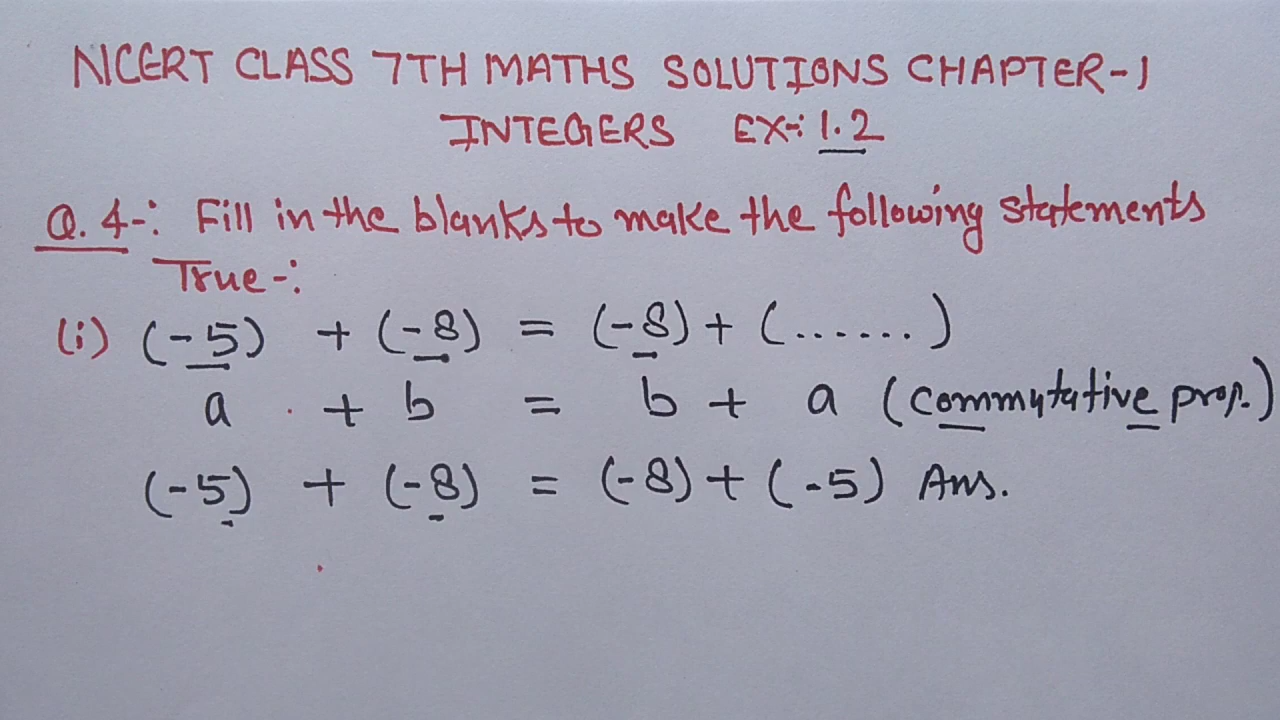 NCERT CLASS 7TH MATHS SOLUTIONS CHAPTER-1
INTEGERS EX-: 1.2
Q. 4-: Fill in the blanks to make the following statements
True-:
(i) (-5) + (-8) = (-8) + (......)
a + b = b + a (commutative prop.)
(-5) + (-8) = (-8) + (-5) Ans.